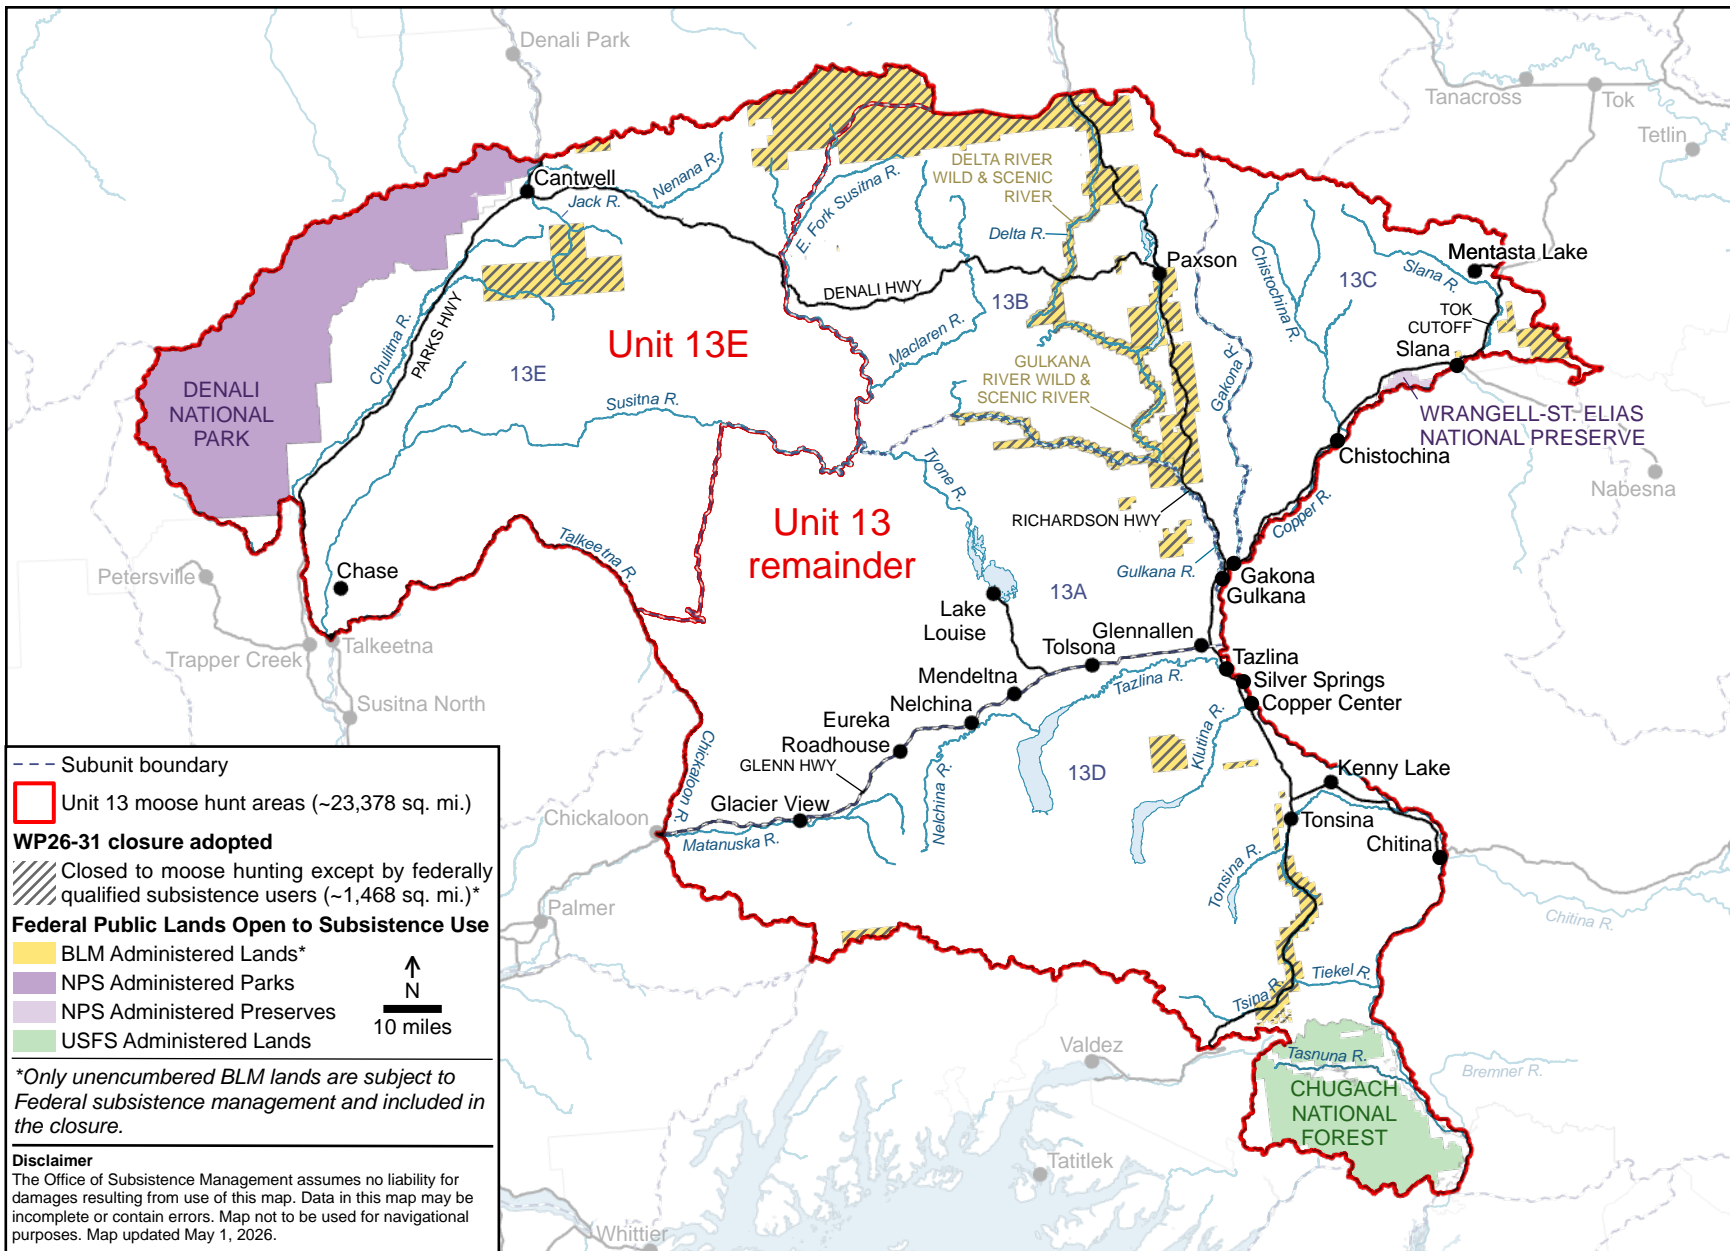 Denali Park
Tanacross
Tok
Tetlin
Cantwell
Nenana R.
Jack R.
E. Fork Susitna R.
DELTA RIVER
WILD & SCENIC
RIVER
Delta R.
Paxson
Mentasta Lake
Slana R.
13C
Chistochina R.
TOK
CUTOFF
Slana
DENALI HWY
13B
Maclaren R.
Chulitna R.
PARKS HWY
Unit 13E
13E
GULKANA
RIVER WILD &
SCENIC RIVER
Gakona R.
DENALI
NATIONAL
PARK
Susitna R.
WRANGELL-ST. ELIAS
NATIONAL PRESERVE
Chistochina
Nabesna
Tyone R.
Copper R.
RICHARDSON HWY
Unit 13
remainder
Talkeetna R.
Gulkana R.
Gakona
Gulkana
Petersville
Chase
13A
Lake
Louise
Glennallen
Tolsona
Trapper Creek
Talkeetna
Tazlina
Silver Springs
Copper Center
Mendeltna
Tazlina R.
Nelchina
Susitna North
Eureka
Roadhouse
GLENN HWY
Chickaloon R.
Klutina R.
13D
Kenny Lake
Nelchina R.
Glacier View
Chickaloon
Matanuska R.
Tonsina
Chitina
Tonsina R.
Palmer
Chitina R.
Tiekel R.
Tsina R.
Valdez
Tasnuna R.
Bremner R.
CHUGACH
NATIONAL
FOREST
Tatitlek
Whittier
Subunit boundary
Unit 13 moose hunt areas (~23,378 sq. mi.)
WP26-31 closure adopted
Closed to moose hunting except by federally
qualified subsistence users (~1,468 sq. mi.)*
Federal Public Lands Open to Subsistence Use
BLM Administered Lands*
NPS Administered Parks
NPS Administered Preserves
USFS Administered Lands
N
10 miles
*Only unencumbered BLM lands are subject to
Federal subsistence management and included in
the closure.
Disclaimer
The Office of Subsistence Management assumes no liability for
damages resulting from use of this map. Data in this map may be
incomplete or contain errors. Map not to be used for navigational
purposes. Map updated May 1, 2026.